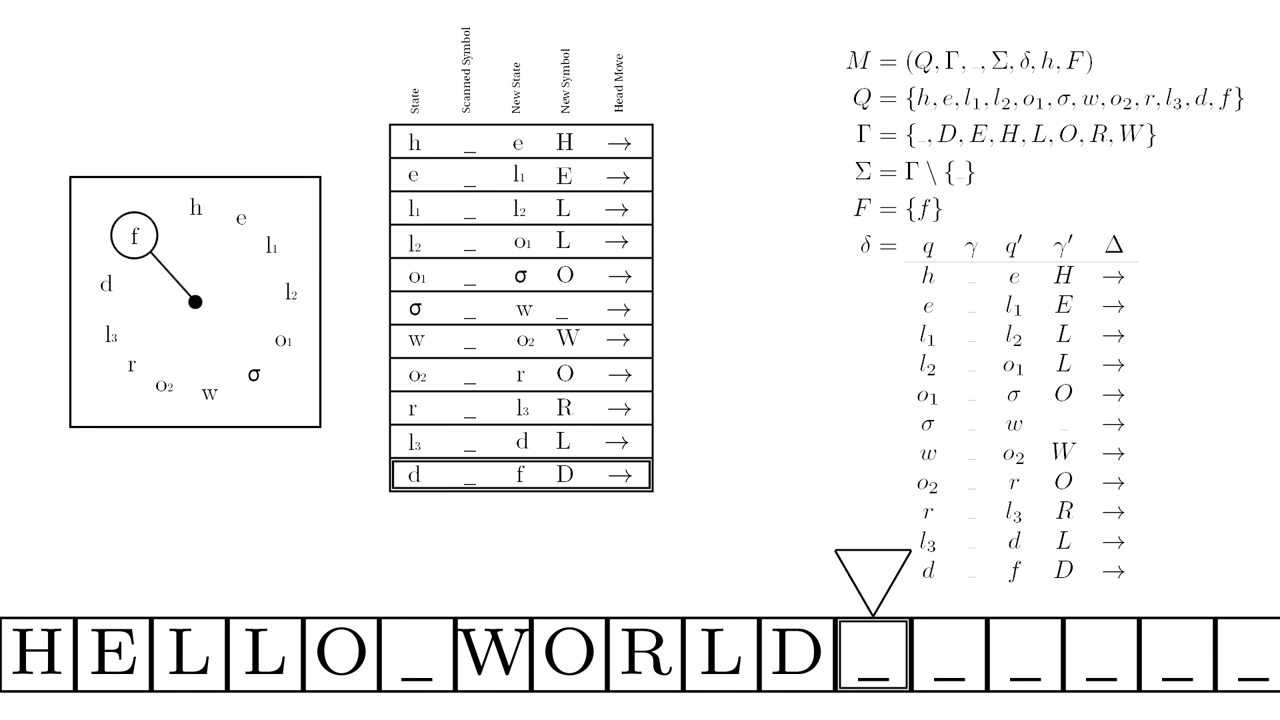 State Scanned Symbol New State New Symbol Head Move
h _ e H →
e _ l₁ E →
l₁ _ l₂ L →
l₂ _ o₁ L →
o₁ _ σ O →
σ _ w _ →
w _ o₂ W →
o₂ _ r O →
r _ l₃ R →
l₃ _ d L →
d _ f D →
h
e
l₁
l₂
o₁
σ
w
o₂
r
l₃
d
f
M = (Q, Γ, _, Σ, δ, h, F)
Q = {h, e, l₁, l₂, o₁, σ, w, o₂, r, l₃, d, f}
Γ = {_, D, E, H, L, O, R, W}
Σ = Γ \ {_}
F = {f}
δ = q γ q′ γ′ Δ
h _ e H →
e _ l₁ E →
l₁ _ l₂ L →
l₂ _ o₁ L →
o₁ _ σ O →
σ _ w _ →
w _ o₂ W →
o₂ _ r O →
r _ l₃ R →
l₃ _ d L →
d _ f D →
H E L L O _ W O R L D _ _ _ _ _ _